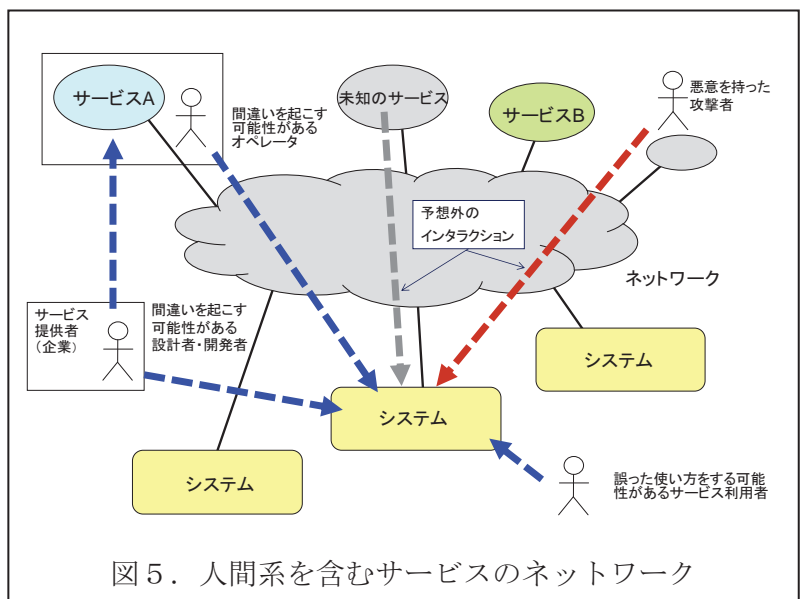 サービスA
間違いを起こす
可能性がある
オペレータ
未知のサービス
サービスB
悪意を持った
攻撃者
予想外の
インタラクション
ネットワーク
サービス
提供者
(企業)
間違いを起こす
可能性がある
設計者・開発者
システム
システム
システム
誤った使い方をする可能
性があるサービス利用者
図5．人間系を含むサービスのネットワーク